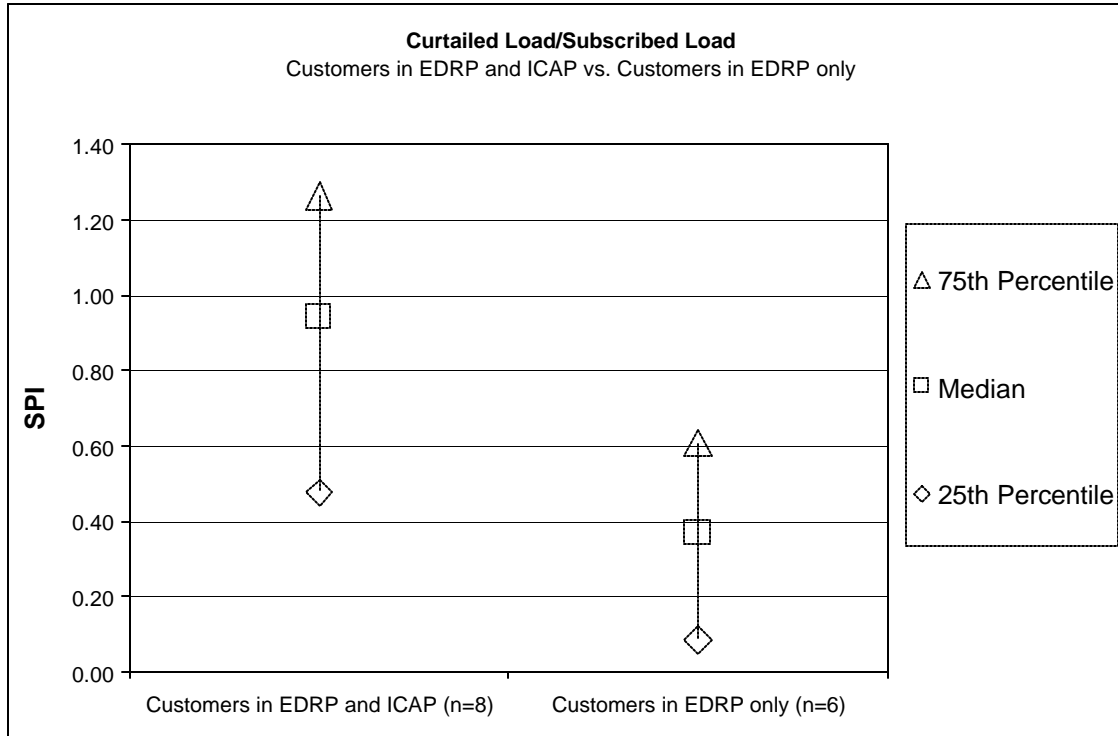 Curtailed Load/Subscribed Load
Customers in EDRP and ICAP vs. Customers in EDRP only
1.40
1.20
1.00
0.80
0.60
0.40
0.20
0.00
SPI
Customers in EDRP and ICAP (n=8)
Customers in EDRP only (n=6)
75th Percentile
Median
25th Percentile